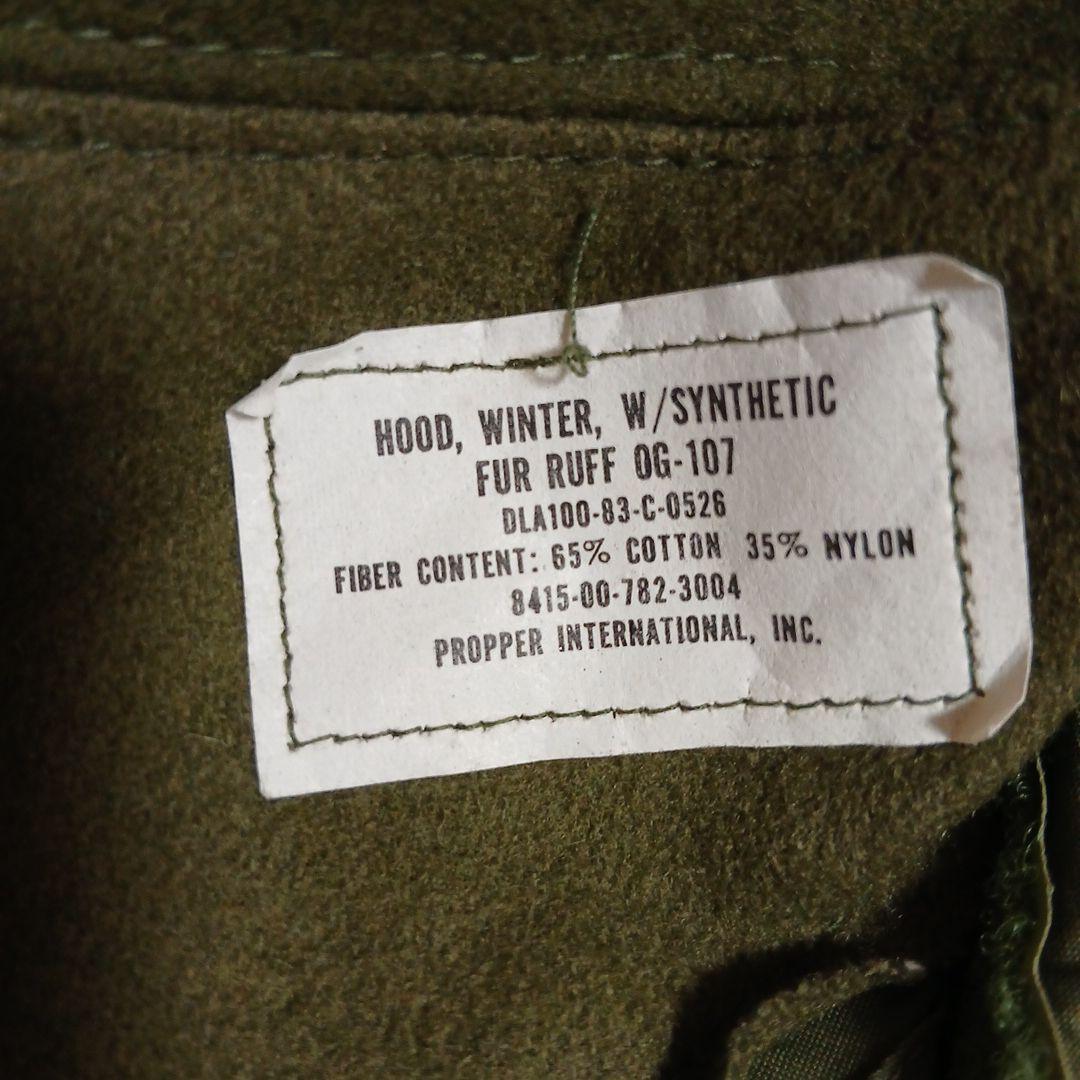 HOOD, WINTER, W/SYNTHETIC
FUR RUFF OG-107
DLA100-83-C-0526
FIBER CONTENT: 65% COTTON 35% NYLON
8415-00-782-3004
PROPPER INTERNATIONAL, INC.